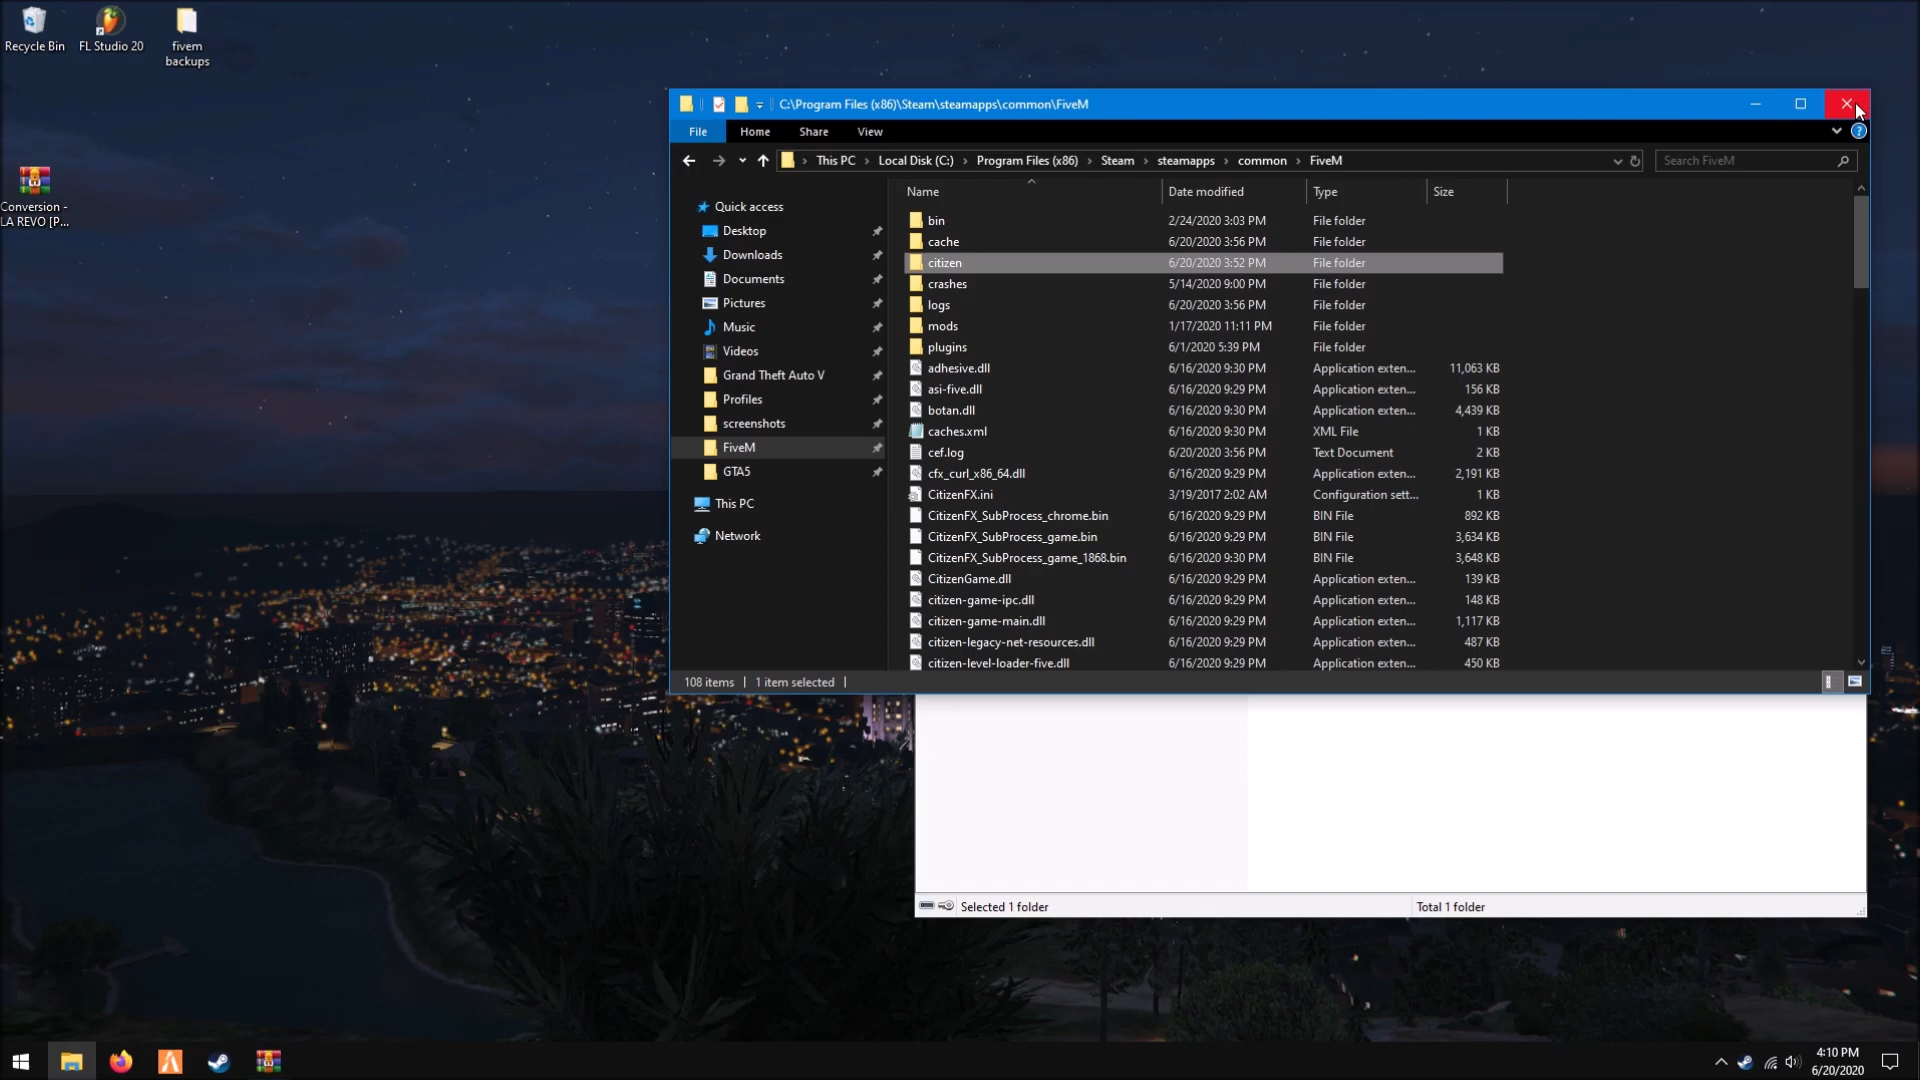 Recycle Bin
FL Studio 20
fivem
backups
Conversion -
LA REVO [P...
C:\Program Files (x86)\Steam\steamapps\common\FiveM
File Home Share View
This PC > Local Disk (C:) > Program Files (x86) > Steam > steamapps > common > FiveM
Search FiveM
Quick access
Desktop
Downloads
Documents
Pictures
Music
Videos
Grand Theft Auto V
Profiles
screenshots
FiveM
GTA5
This PC
Network
Name Date modified Type Size
bin 2/24/2020 3:03 PM File folder
cache 6/20/2020 3:56 PM File folder
citizen 6/20/2020 3:52 PM File folder
crashes 5/14/2020 9:00 PM File folder
logs 6/20/2020 3:56 PM File folder
mods 1/17/2020 11:11 PM File folder
plugins 6/1/2020 5:39 PM File folder
adhesive.dll 6/16/2020 9:30 PM Application exten... 11,063 KB
asi-five.dll 6/16/2020 9:29 PM Application exten... 156 KB
botan.dll 6/16/2020 9:30 PM Application exten... 4,439 KB
caches.xml 6/16/2020 9:30 PM XML File 1 KB
cef.log 6/20/2020 3:56 PM Text Document 2 KB
cfx_curl_x86_64.dll 6/16/2020 9:29 PM Application exten... 2,191 KB
CitizenFX.ini 3/19/2017 2:02 AM Configuration sett... 1 KB
CitizenFX_SubProcess_chrome.bin 6/16/2020 9:29 PM BIN File 892 KB
CitizenFX_SubProcess_game.bin 6/16/2020 9:29 PM BIN File 3,634 KB
CitizenFX_SubProcess_game_1868.bin 6/16/2020 9:30 PM BIN File 3,648 KB
CitizenGame.dll 6/16/2020 9:29 PM Application exten... 139 KB
citizen-game-ipc.dll 6/16/2020 9:29 PM Application exten... 148 KB
citizen-game-main.dll 6/16/2020 9:29 PM Application exten... 1,117 KB
citizen-legacy-net-resources.dll 6/16/2020 9:29 PM Application exten... 487 KB
citizen-level-loader-five.dll 6/16/2020 9:29 PM Application exten... 450 KB
108 items | 1 item selected |
Selected 1 folder
Total 1 folder
4:10 PM
6/20/2020